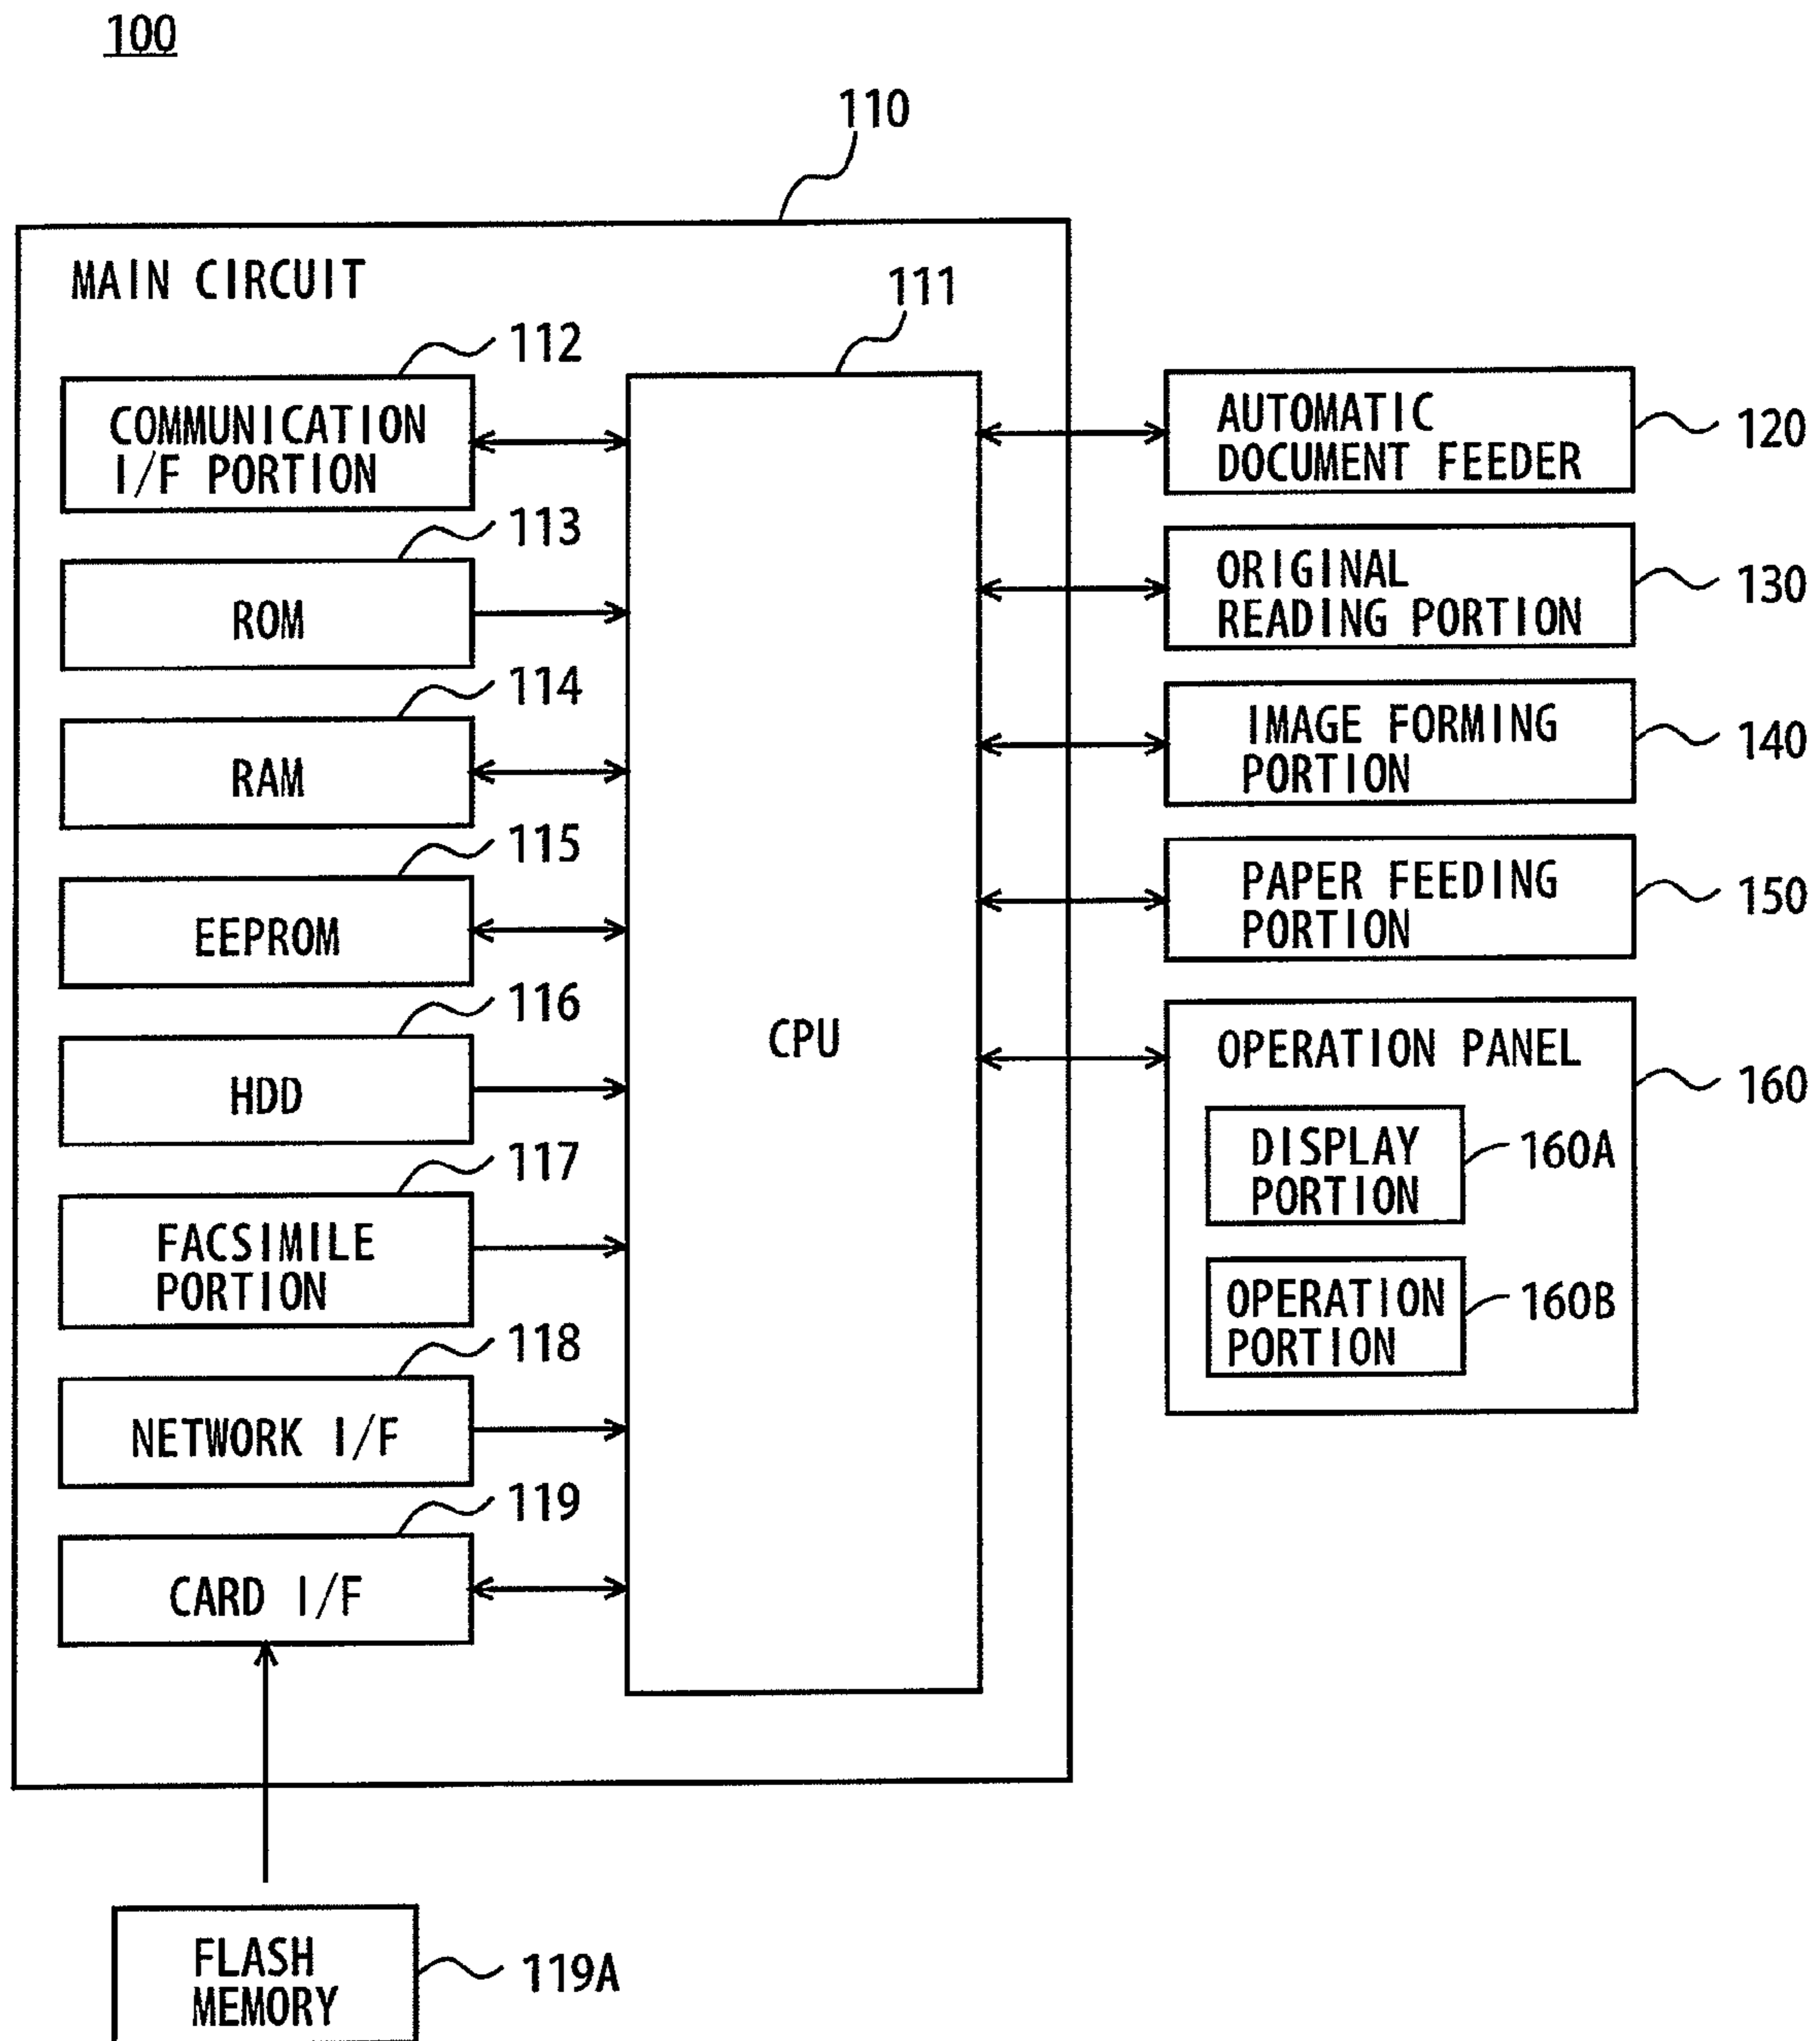 100
110
MAIN CIRCUIT
111
112
COMMUNICATION
I/F PORTION
113
ROM
114
RAM
115
EEPROM
116
HDD
117
FACSIMILE
PORTION
118
NETWORK I/F
119
CARD I/F
CPU
AUTOMATIC
DOCUMENT FEEDER
120
ORIGINAL
READING PORTION
130
IMAGE FORMING
PORTION
140
PAPER FEEDING
PORTION
150
OPERATION PANEL
160
DISPLAY
PORTION
160A
OPERATION
PORTION
160B
FLASH
MEMORY
119A